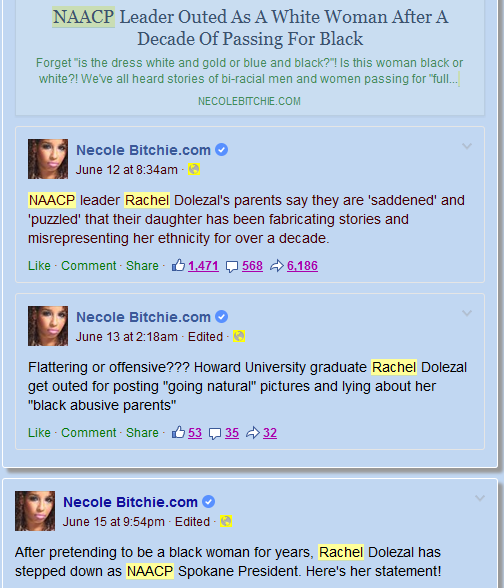 NAACP Leader Outed As A White Woman After A
Decade Of Passing For Black
Forget "is the dress white and gold or blue and black?"! Is this woman black or
white?! We've all heard stories of bi-racial men and women passing for "full...
NECOLEBITCHIE.COM
Necole Bitchie.com
June 12 at 8:34am ·
NAACP leader Rachel Dolezal's parents say they are 'saddened' and
'puzzled' that their daughter has been fabricating stories and
misrepresenting her ethnicity for over a decade.
Like · Comment · Share · 1,471 568 6,186
Necole Bitchie.com
June 13 at 2:18am · Edited ·
Flattering or offensive??? Howard University graduate Rachel Dolezal
get outed for posting "going natural" pictures and lying about her
"black abusive parents"
Like · Comment · Share · 53 35 32
Necole Bitchie.com
June 15 at 9:54pm · Edited ·
After pretending to be a black woman for years, Rachel Dolezal has
stepped down as NAACP Spokane President. Here's her statement!